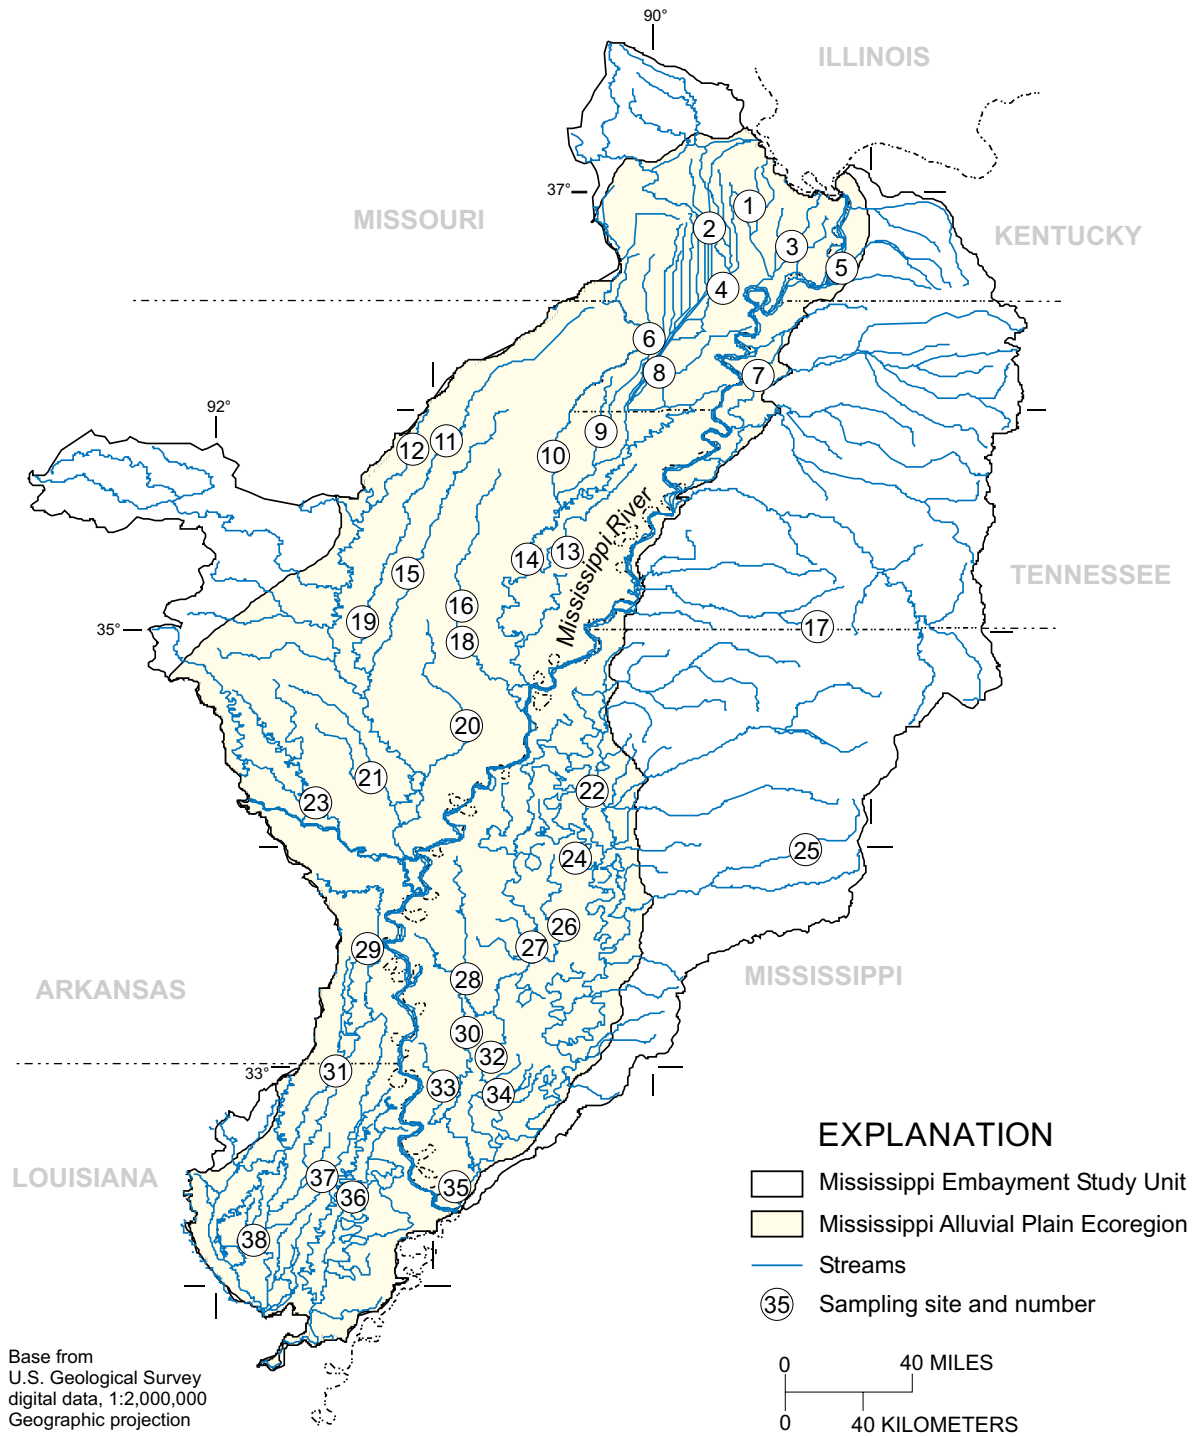 90°
ILLINOIS
37°
MISSOURI
KENTUCKY
1
2
3
4
5
6
7
8
92°
9
10
11
12
Mississippi River
13
14
15
TENNESSEE
16
17
18
19
35°
20
21
22
23
24
25
26
27
28
29
ARKANSAS
MISSISSIPPI
30
31
32
33
34
33°
LOUISIANA
35
36
37
38
EXPLANATION
Mississippi Embayment Study Unit
Mississippi Alluvial Plain Ecoregion
Streams
35 Sampling site and number
0 40 MILES
0 40 KILOMETERS
Base from
U.S. Geological Survey
digital data, 1:2,000,000
Geographic projection